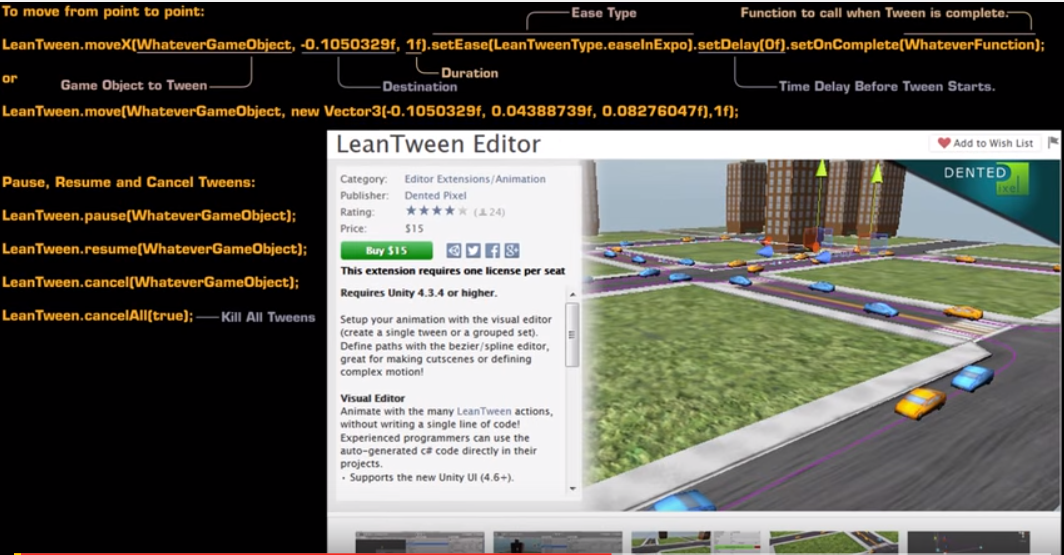 To move from point to point:
Ease Type
Function to call when Tween is complete.
LeanTween.moveX(WhateverGameObject, -0.1050329f, 1f).setEase(LeanTweenType.easeInExpo).setDelay(0f).setOnComplete(WhateverFunction);
Duration
or
Game Object to Tween
Destination
Time Delay Before Tween Starts.
LeanTween.move(WhateverGameObject, new Vector3(-0.1050329f, 0.04388739f, 0.08276047f),1f);
Pause, Resume and Cancel Tweens:
LeanTween.pause(WhateverGameObject);
LeanTween.resume(WhateverGameObject);
LeanTween.cancel(WhateverGameObject);
LeanTween.cancelAll(true);
Kill All Tweens
LeanTween Editor
Add to Wish List
Category: Editor Extensions/Animation
Publisher: Dented Pixel
Rating: (24)
Price: $15
Buy $15
This extension requires one license per seat
Requires Unity 4.3.4 or higher.
Setup your animation with the visual editor
(create a single tween or a grouped set).
Define paths with the bezier/spline editor,
great for making cutscenes or defining
complex motion!
Visual Editor
Animate with the many LeanTween actions,
without writing a single line of code!
Experienced programmers can use the
auto-generated c# code directly in their
projects.
• Supports the new Unity UI (4.6+).
DENTED
Pixel